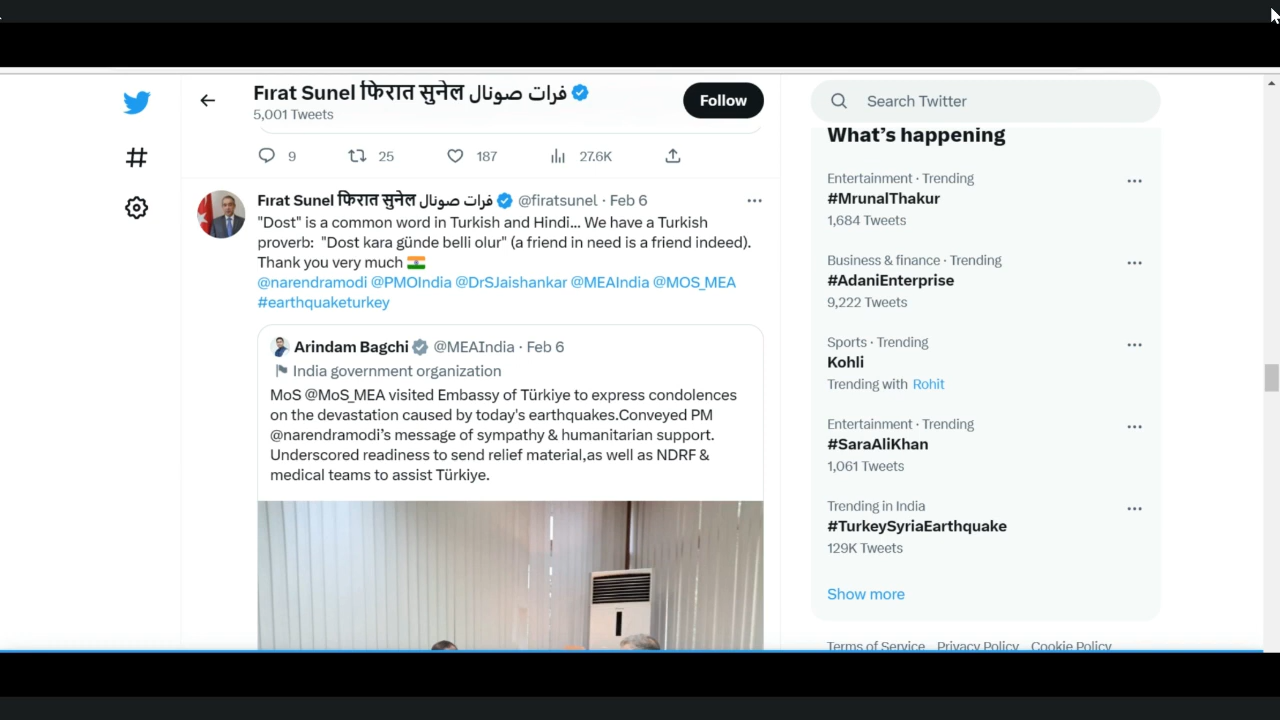 Fırat Sunel फिरात सुनेल فرات صونال
5,001 Tweets
Follow
9
25
187
27.6K
Fırat Sunel फिरात सुनेल فرات صونال @firatsunel · Feb 6
"Dost" is a common word in Turkish and Hindi... We have a Turkish
proverb: "Dost kara günde belli olur" (a friend in need is a friend indeed).
Thank you very much 🇮🇳
@narendramodi @PMOIndia @DrSJaishankar @MEAIndia @MOS_MEA
#earthquaketurkey
Arindam Bagchi @MEAIndia · Feb 6
India government organization
MoS @MoS_MEA visited Embassy of Türkiye to express condolences
on the devastation caused by today's earthquakes.Conveyed PM
@narendramodi’s message of sympathy & humanitarian support.
Underscored readiness to send relief material,as well as NDRF &
medical teams to assist Türkiye.
Search Twitter
What’s happening
Entertainment · Trending
#MrunalThakur
1,684 Tweets
Business & finance · Trending
#AdaniEnterprise
9,222 Tweets
Sports · Trending
Kohli
Trending with Rohit
Entertainment · Trending
#SaraAliKhan
1,061 Tweets
Trending in India
#TurkeySyriaEarthquake
129K Tweets
Show more
Terms of Service Privacy Policy Cookie Policy